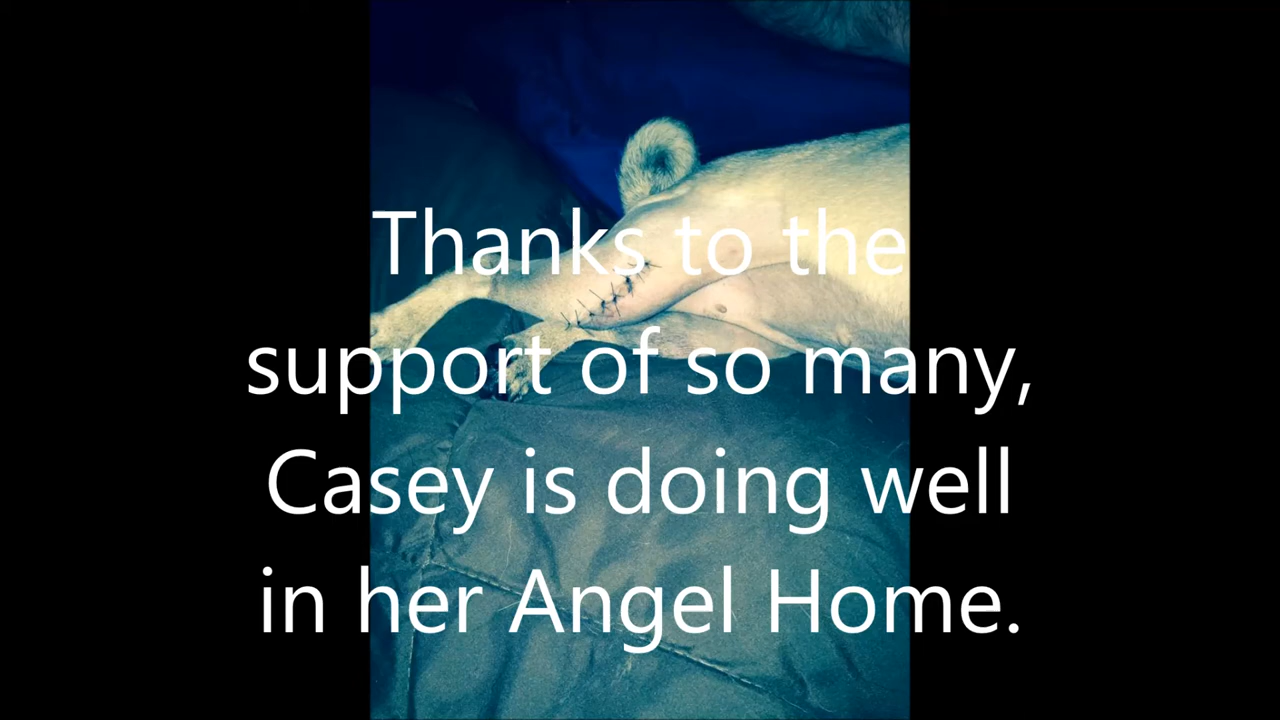 Thanks to the
support of so many,
Casey is doing well
in her Angel Home.